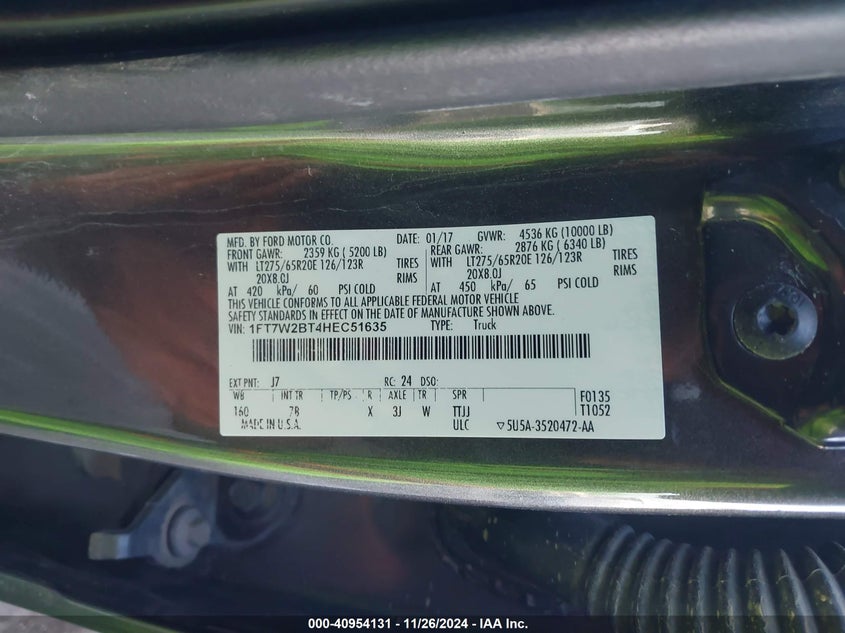 MFD. BY FORD MOTOR CO. DATE: 01/17 GVWR: 4536 KG (10000 LB)
FRONT GAWR: 2359 KG ( 5200 LB) REAR GAWR: 2876 KG ( 6340 LB)
WITH LT275/65R20E 126/123R TIRES WITH LT275/65R20E 126/123R TIRES
20X8.0J RIMS 20X8.0J RIMS
AT 420 kPa/ 60 PSI COLD AT 450 kPa/ 65 PSI COLD
THIS VEHICLE CONFORMS TO ALL APPLICABLE FEDERAL MOTOR VEHICLE
SAFETY STANDARDS IN EFFECT ON THE DATE OF MANUFACTURE SHOWN ABOVE.
VIN: 1FT7W2BT4HEC51635 TYPE: Truck
EXT PNT: J7 RC: 24 DSO:
WB INT TR TP/PS R AXLE TR SPR F0135
160 7B X 3J W TTJJ T1052
MADE IN U.S.A. ULC ▽5U5A-3520472-AA
000-40954131 - 11/26/2024 - IAA Inc.